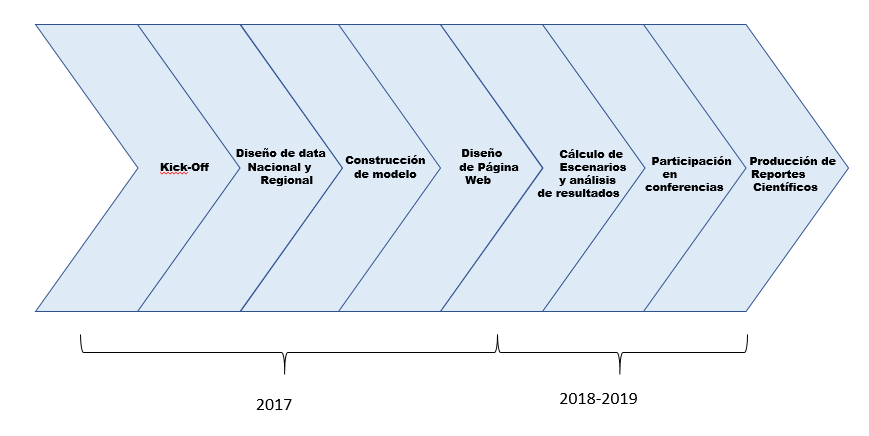 Kick-Off
Diseño de data
Nacional y
Regional
Construcción
de modelo
Diseño
de Página
Web
Cálculo de
Escenarios
y análisis
de resultados
Participación
en
conferencias
Producción de
Reportes
Científicos
2017
2018-2019